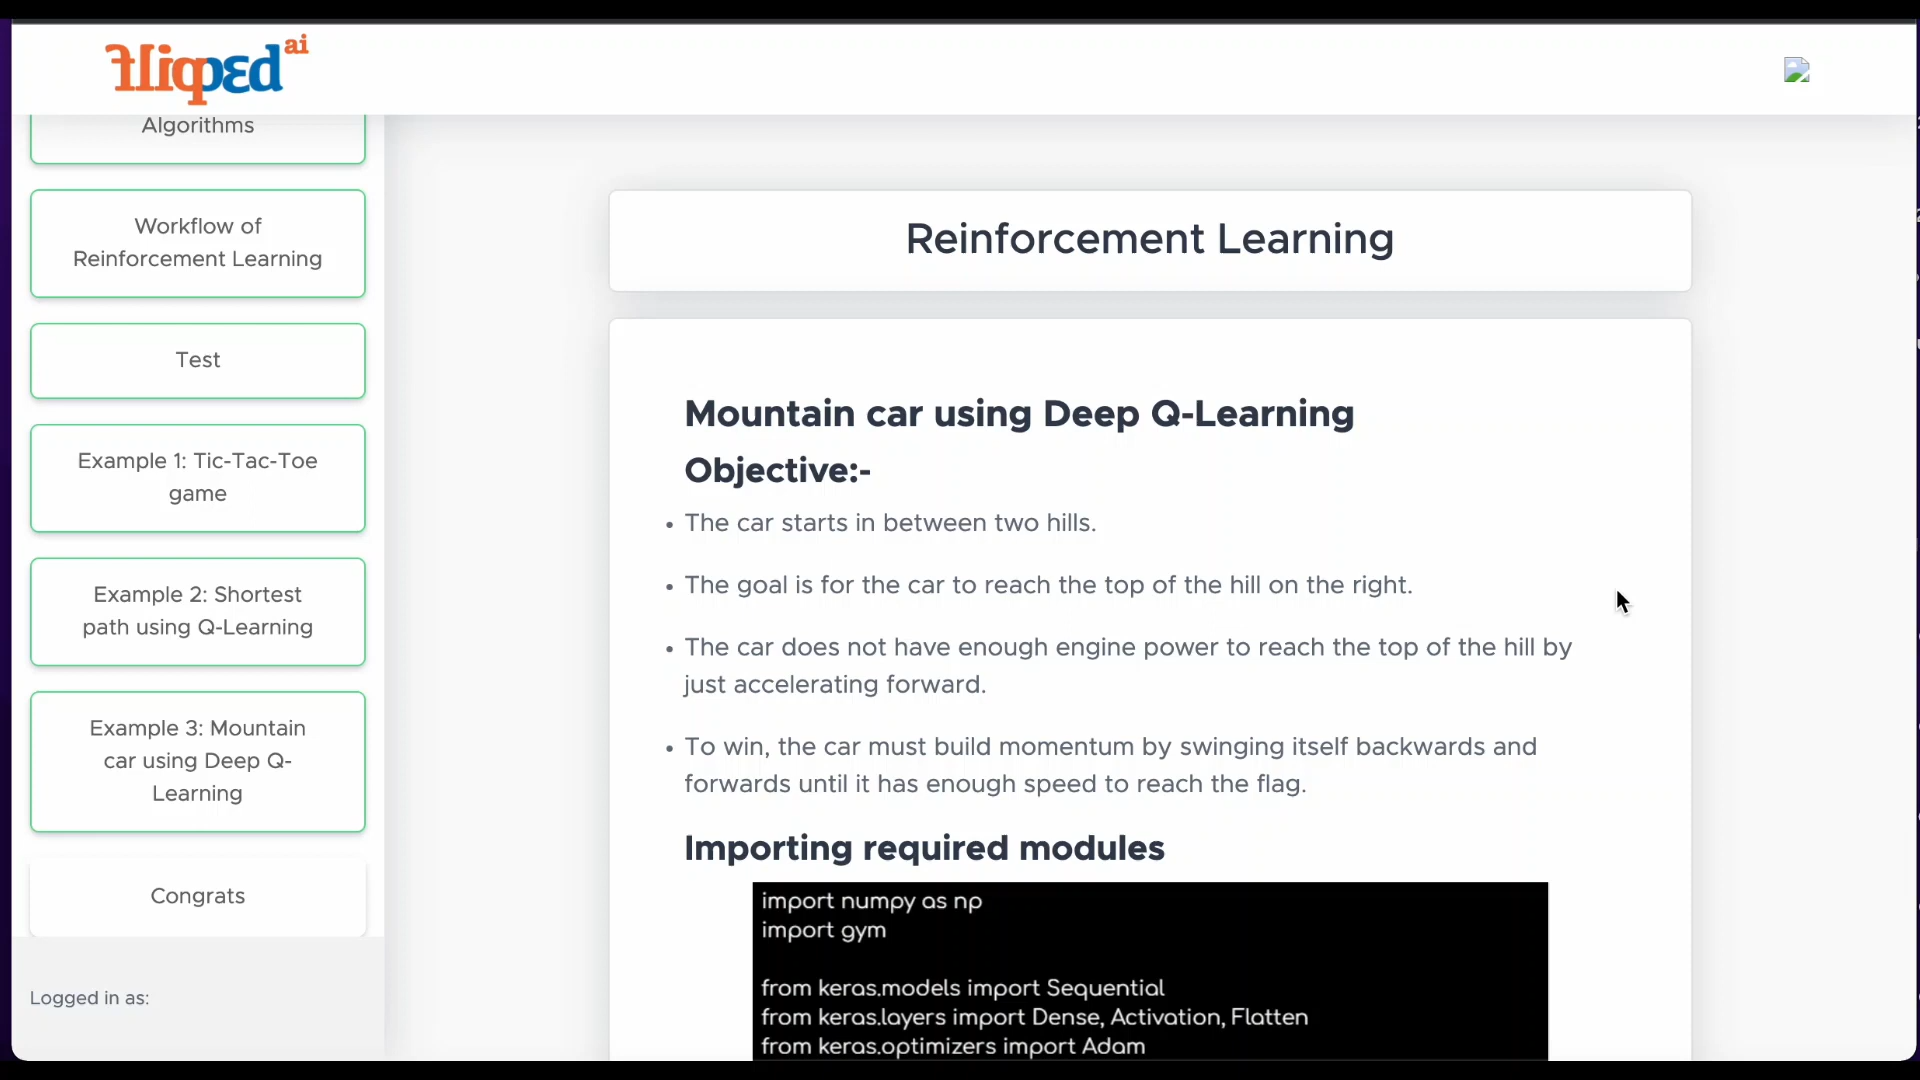 flipped ai
Algorithms
Workflow of
Reinforcement Learning
Test
Example 1: Tic-Tac-Toe
game
Example 2: Shortest
path using Q-Learning
Example 3: Mountain
car using Deep Q-
Learning
Congrats
Logged in as:
Reinforcement Learning
Mountain car using Deep Q-Learning
Objective:-
• The car starts in between two hills.
• The goal is for the car to reach the top of the hill on the right.
• The car does not have enough engine power to reach the top of the hill by
just accelerating forward.
• To win, the car must build momentum by swinging itself backwards and
forwards until it has enough speed to reach the flag.
Importing required modules
import numpy as np
import gym
from keras.models import Sequential
from keras.layers import Dense, Activation, Flatten
from keras.optimizers import Adam